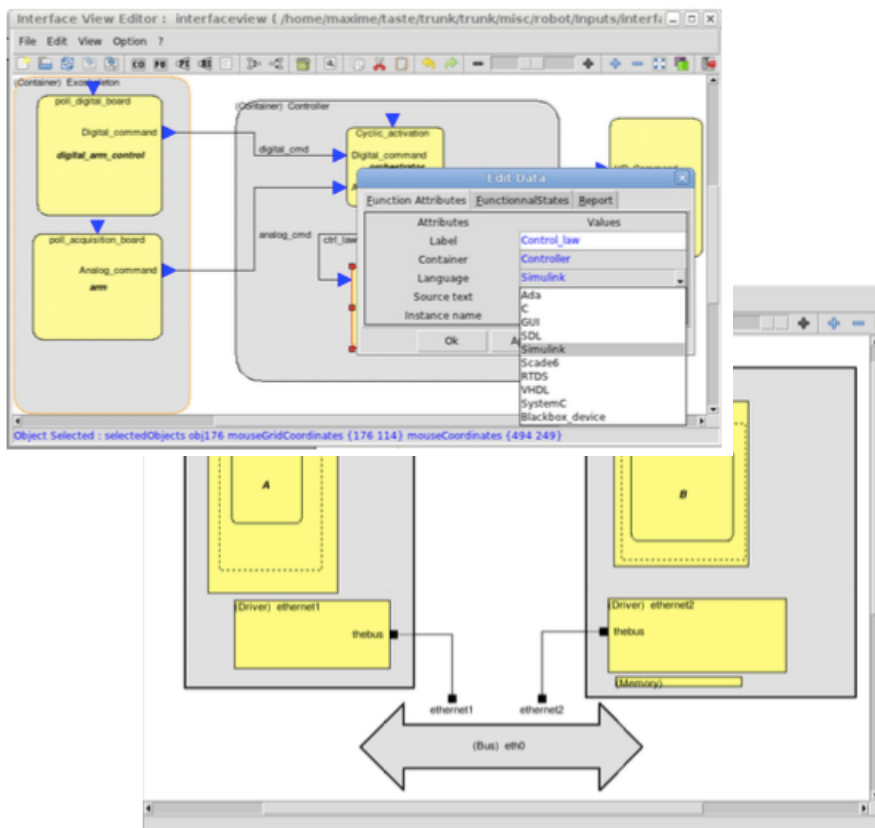 Interface View Editor : interfaceview ( /home/maxime/taste/trunk/trunk/misc/robot/Inputs/interfa
File Edit View Option ?
(Container) Exoskeleton
poll_digital_board
Digital_command
digital_arm_control
poll_acquisition_board
Analog_command
arm
digital_cmd
analog_cmd
(Container) Controller
Cyclic_activation
Digital_command
orchestrator
ctrl_law
Edit Data
Function Attributes FunctionnalStates Report
Attributes Values
Label Control_law
Container Controller
Language Simulink
Source text
Instance name
Ok
Ada
C
GUI
SDL
Simulink
Scade6
RTDS
VHDL
SystemC
Blackbox_device
Object Selected : selectedObjects obj176 mouseGridCoordinates {176 114} mouseCoordinates {494 249}
A
B
(Driver) ethernet1
thebus
(Driver) ethernet2
thebus
(Memory)
ethernet1 ethernet2
(Bus) eth0